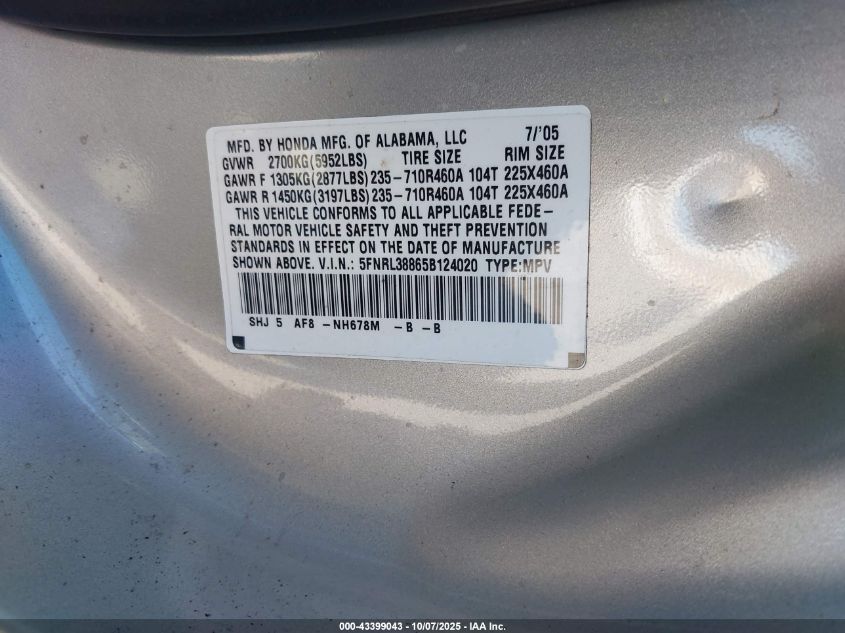 MFD. BY HONDA MFG. OF ALABAMA, LLC 7/'05
GVWR 2700KG(5952LBS) TIRE SIZE RIM SIZE
GAWR F 1305KG(2877LBS) 235-710R460A 104T 225X460A
GAWR R 1450KG(3197LBS) 235-710R460A 104T 225X460A
THIS VEHICLE CONFORMS TO ALL APPLICABLE FEDE-
RAL MOTOR VEHICLE SAFETY AND THEFT PREVENTION
STANDARDS IN EFFECT ON THE DATE OF MANUFACTURE
SHOWN ABOVE. V.I.N.: 5FNRL38865B124020 TYPE:MPV
SHJ 5 AF8 -NH678M -B -B
000-43399043 - 10/07/2025 - IAA Inc.